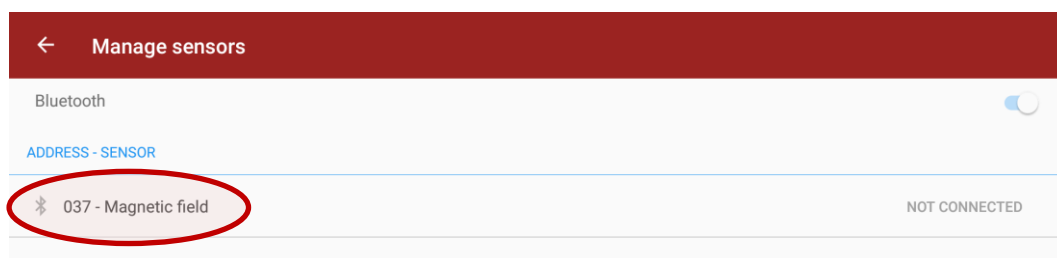 Manage sensors
Bluetooth
ADDRESS - SENSOR
037 - Magnetic field NOT CONNECTED